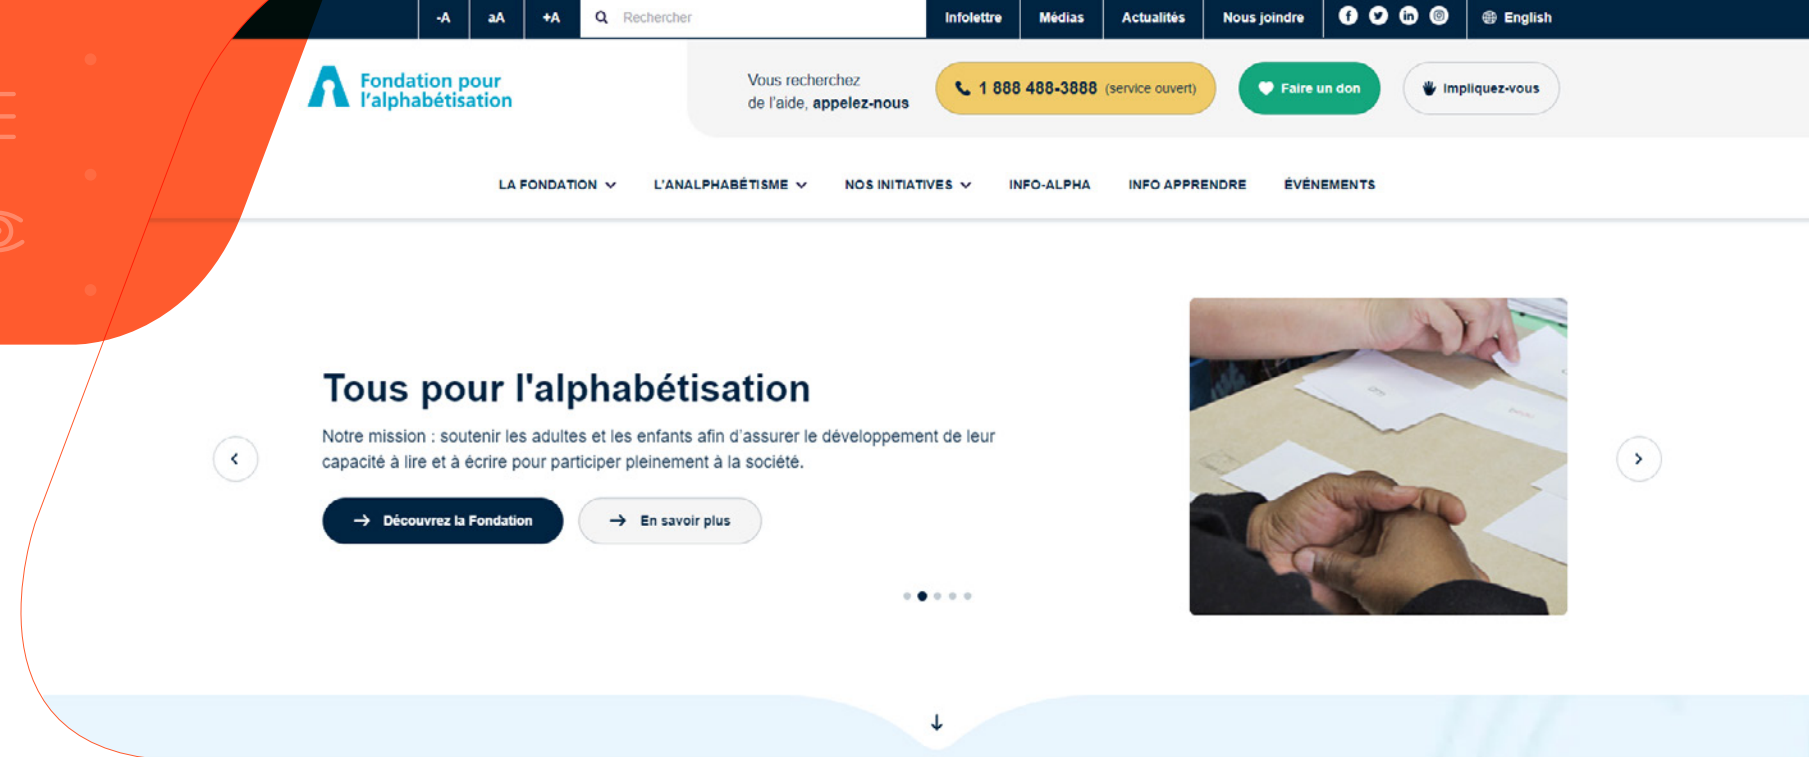 -A aA +A Rechercher Infolettre Médias Actualités Nous joindre English
Fondation pour
l'alphabétisation
Vous recherchez
de l'aide, appelez-nous
1 888 488-3888 (service ouvert)
Faire un don
Impliquez-vous
LA FONDATION L'ANALPHABÉTISME NOS INITIATIVES INFO-ALPHA INFO APPRENDRE ÉVÉNEMENTS
Tous pour l'alphabétisation
Notre mission : soutenir les adultes et les enfants afin d'assurer le développement de leur
capacité à lire et à écrire pour participer pleinement à la société.
Découvrez la Fondation
En savoir plus